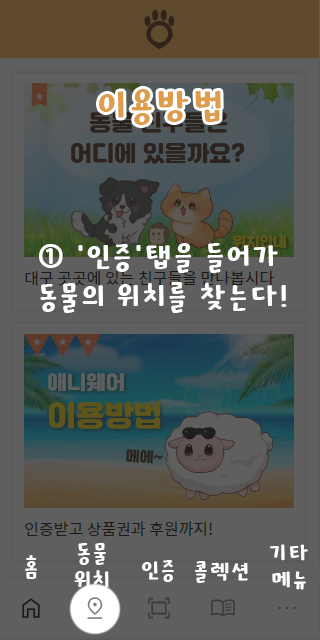 이용방법
동물 친구들은
어디에 있을까요?
위치안내
① '인증'탭을 들어가
대구 곳곳에 있는 친구들을 만나봅시다
동물의 위치를 찾는다!
애니웨어
이용방법
메에~
인증받고 상품권과 후원까지!
홈
동물
위치
인증
콜렉션
기타
메뉴